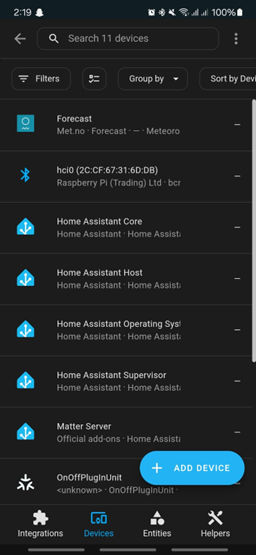 2:19
100%
Search 11 devices
Filters
Group by
Sort by Devi
Forecast
Met.no · Forecast · — · Meteoro
—
hci0 (2C:CF:67:31:6D:DB)
Raspberry Pi (Trading) Ltd · bcr
—
Home Assistant Core
Home Assistant · Home Assista
—
Home Assistant Host
Home Assistant · Home Assista
—
Home Assistant Operating Syst
Home Assistant · Home Assista
—
Home Assistant Supervisor
Home Assistant · Home Assista
—
Matter Server
Official add-ons · Home Assista
—
OnOffPlugInUnit
<unknown> · OnOffPlugInUnit ·
ADD DEVICE
Integrations
Devices
Entities
Helpers